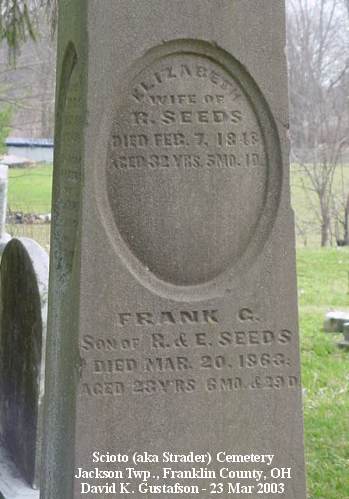 ELIZABETH
WIFE OF
R. SEEDS
DIED FEB. 7, 1848
AGED 32 YRS. 5 MO. 1 D.
FRANK G.
SON OF R. & E. SEEDS
DIED MAR. 20, 1863;
AGED 23 YRS 6 MO. & 29 D
Scioto (aka Strader) Cemetery
Jackson Twp., Franklin County, OH
David K. Gustafson - 23 Mar 2003